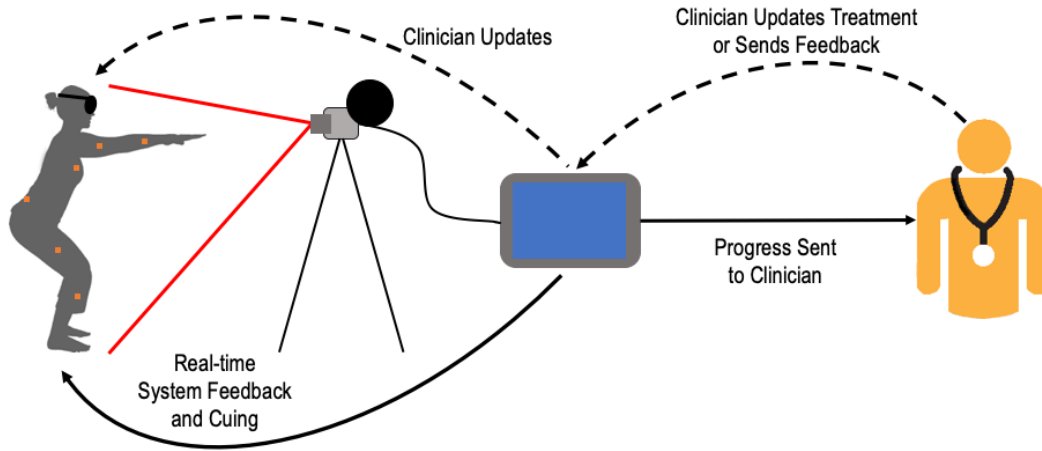 Clinician Updates
Clinician Updates Treatment
or Sends Feedback
Progress Sent
to Clinician
Real-time
System Feedback
and Cuing